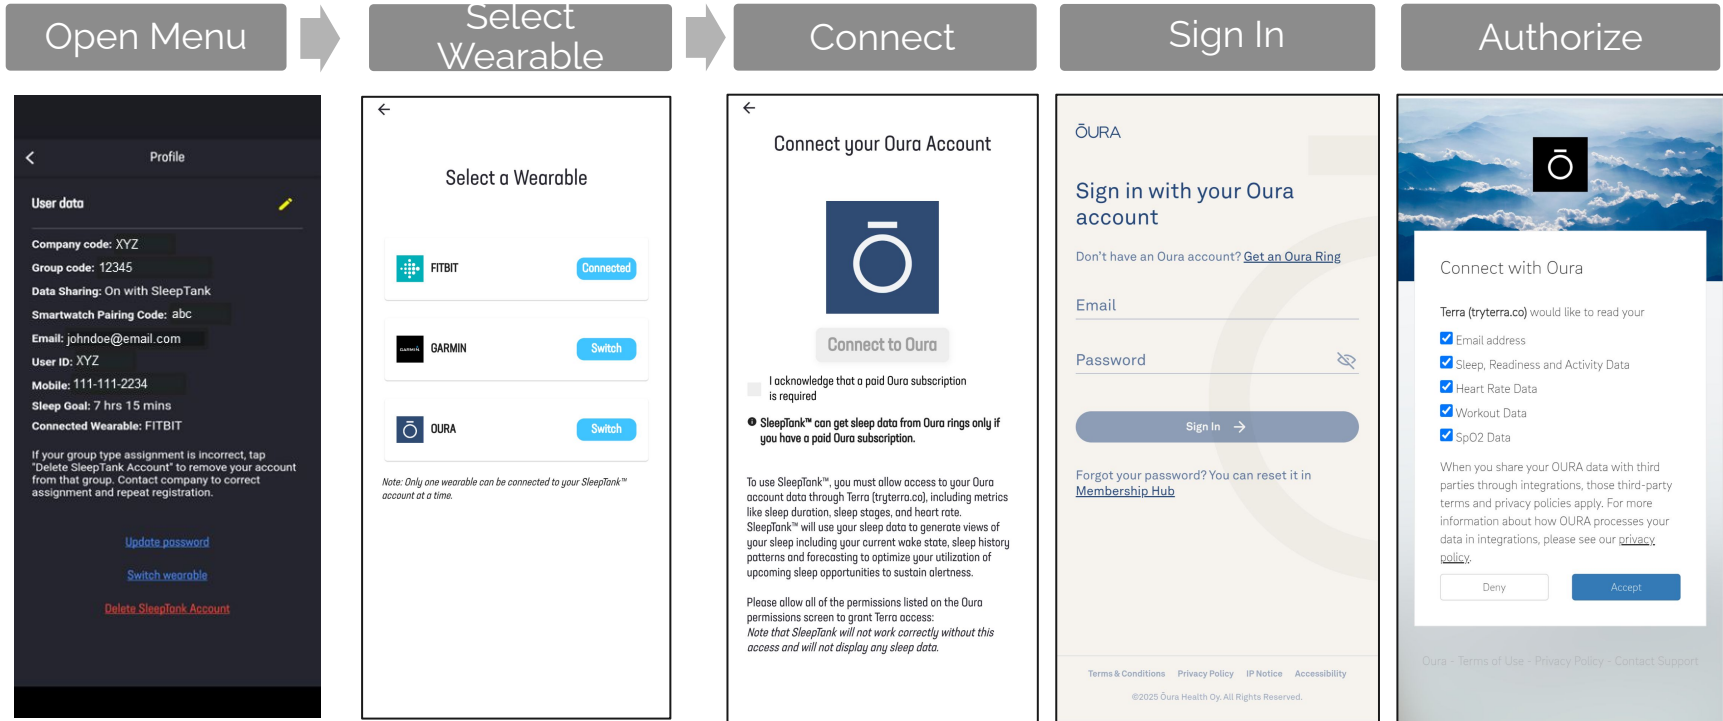 Open Menu
Select
Wearable
Connect
Sign In
Authorize
Profile
User data
Company code: XYZ
Group code: 12345
Data Sharing: On with SleepTank
Smartwatch Pairing Code: abc
Email: johndoe@email.com
User ID: XYZ
Mobile: 111-111-2234
Sleep Goal: 7 hrs 15 mins
Connected Wearable: FITBIT
If your group type assignment is incorrect, tap
"Delete SleepTank Account" to remove your account
from that group. Contact company to correct
assignment and repeat registration.
Update password
Switch wearable
Delete SleepTank Account
Select a Wearable
FITBIT
Connected
GARMIN
GARMIN
Switch
OURA
Switch
Note: Only one wearable can be connected to your SleepTank™
account at a time.
Connect your Oura Account
Connect to Oura
I acknowledge that a paid Oura subscription
is required
SleepTank™ can get sleep data from Oura rings only if
you have a paid Oura subscription.
To use SleepTank™, you must allow access to your Oura
account data through Terra (tryterra.co), including metrics
like sleep duration, sleep stages, and heart rate.
SleepTank™ will use your sleep data to generate views of
your sleep including your current wake state, sleep history
patterns and forecasting to optimize your utilization of
upcoming sleep opportunities to sustain alertness.
Please allow all of the permissions listed on the Oura
permissions screen to grant Terra access:
Note that SleepTank will not work correctly without this
access and will not display any sleep data.
ŌURA
Sign in with your Oura
account
Don't have an Oura account? Get an Oura Ring
Email
Password
Sign In
Forgot your password? You can reset it in
Membership Hub
Terms & Conditions Privacy Policy IP Notice Accessibility
©2025 Ōura Health Oy. All Rights Reserved.
Connect with Oura
Terra (tryterra.co) would like to read your
Email address
Sleep, Readiness and Activity Data
Heart Rate Data
Workout Data
SpO2 Data
When you share your OURA data with third
parties through integrations, those third-party
terms and privacy policies apply. For more
information about how OURA processes your
data in integrations, please see our privacy
policy.
Deny
Accept
Oura - Terms of Use - Privacy Policy - Contact Support